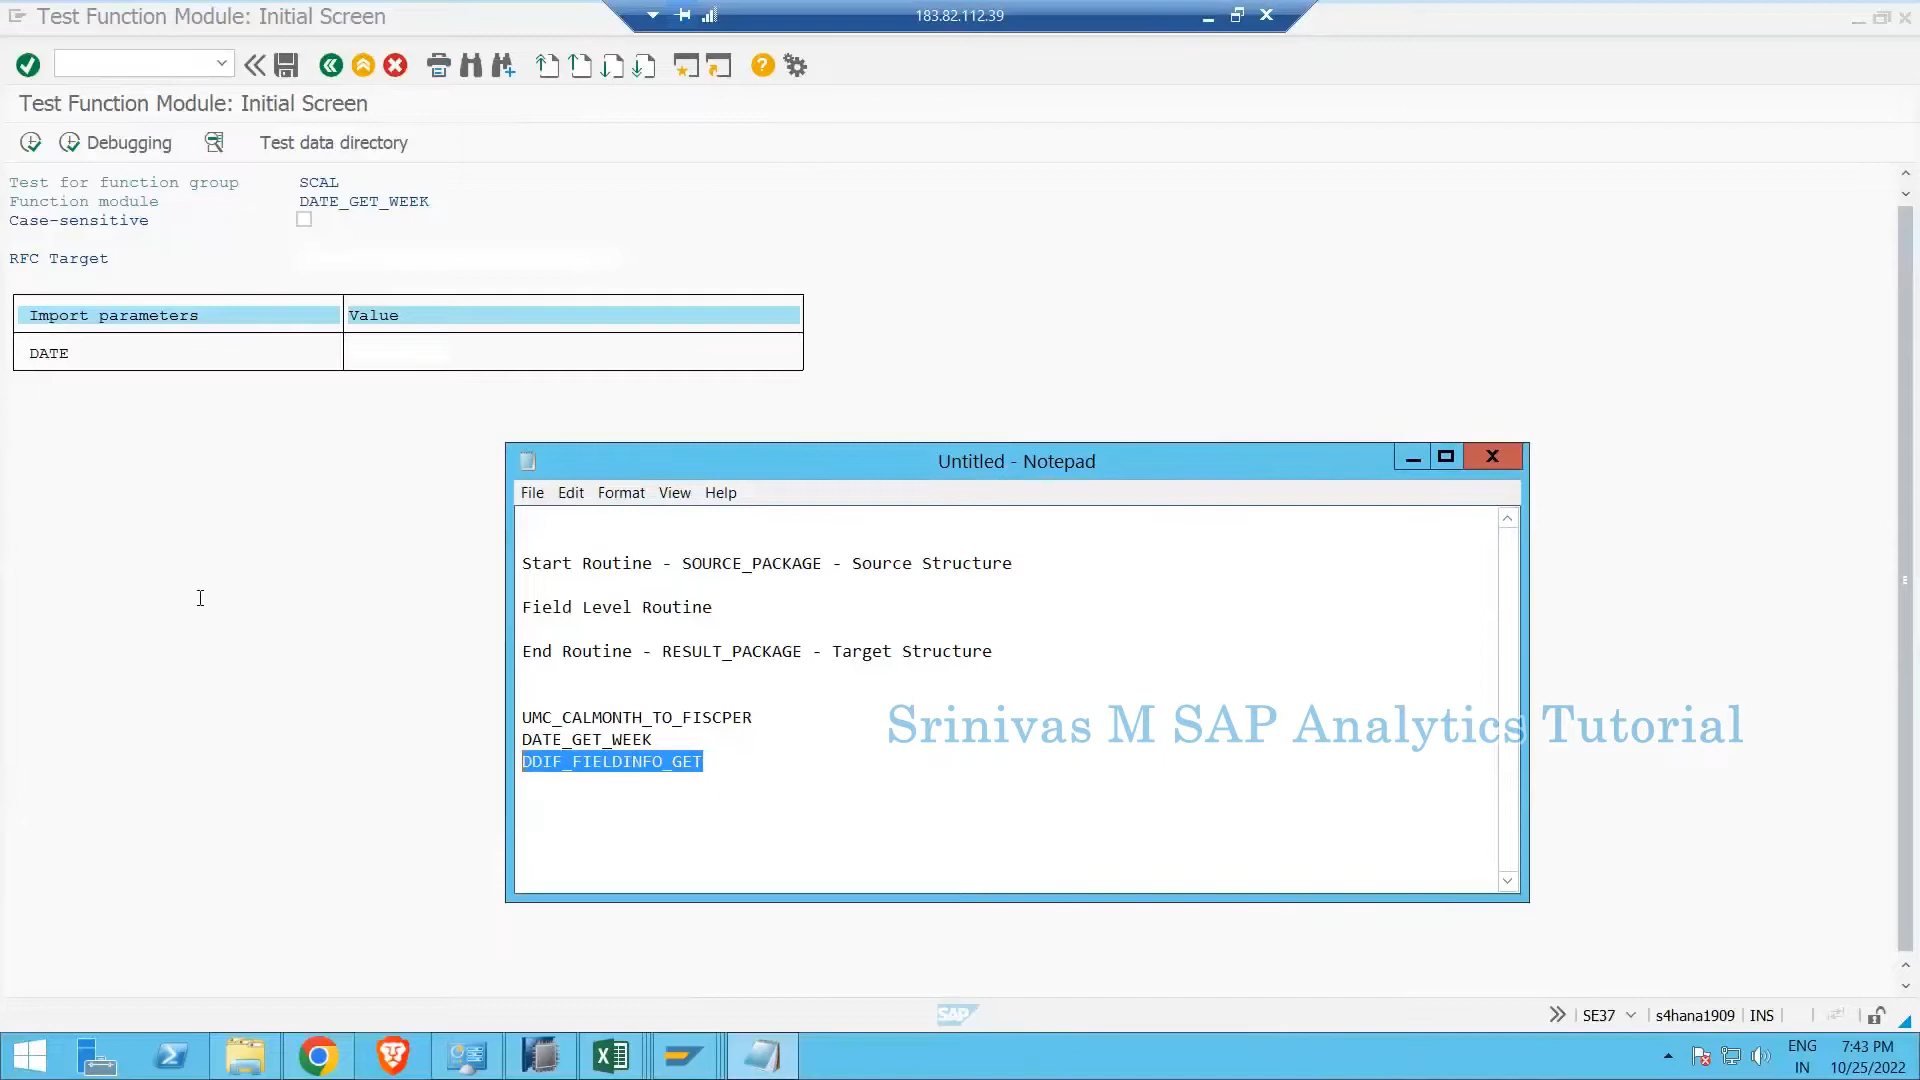 Test Function Module: Initial Screen
183.82.112.39
Test Function Module: Initial Screen
Debugging
Test data directory
Test for function group SCAL
Function module DATE_GET_WEEK
Case-sensitive
RFC Target
Import parameters Value
DATE
Untitled - Notepad
File Edit Format View Help
Start Routine - SOURCE_PACKAGE - Source Structure
Field Level Routine
End Routine - RESULT_PACKAGE - Target Structure
UMC_CALMONTH_TO_FISCPER
DATE_GET_WEEK
DDIF_FIELDINFO_GET
Srinivas M SAP Analytics Tutorial
SAP
SE37 s4hana1909 INS
ENG 7:43 PM
IN 10/25/2022